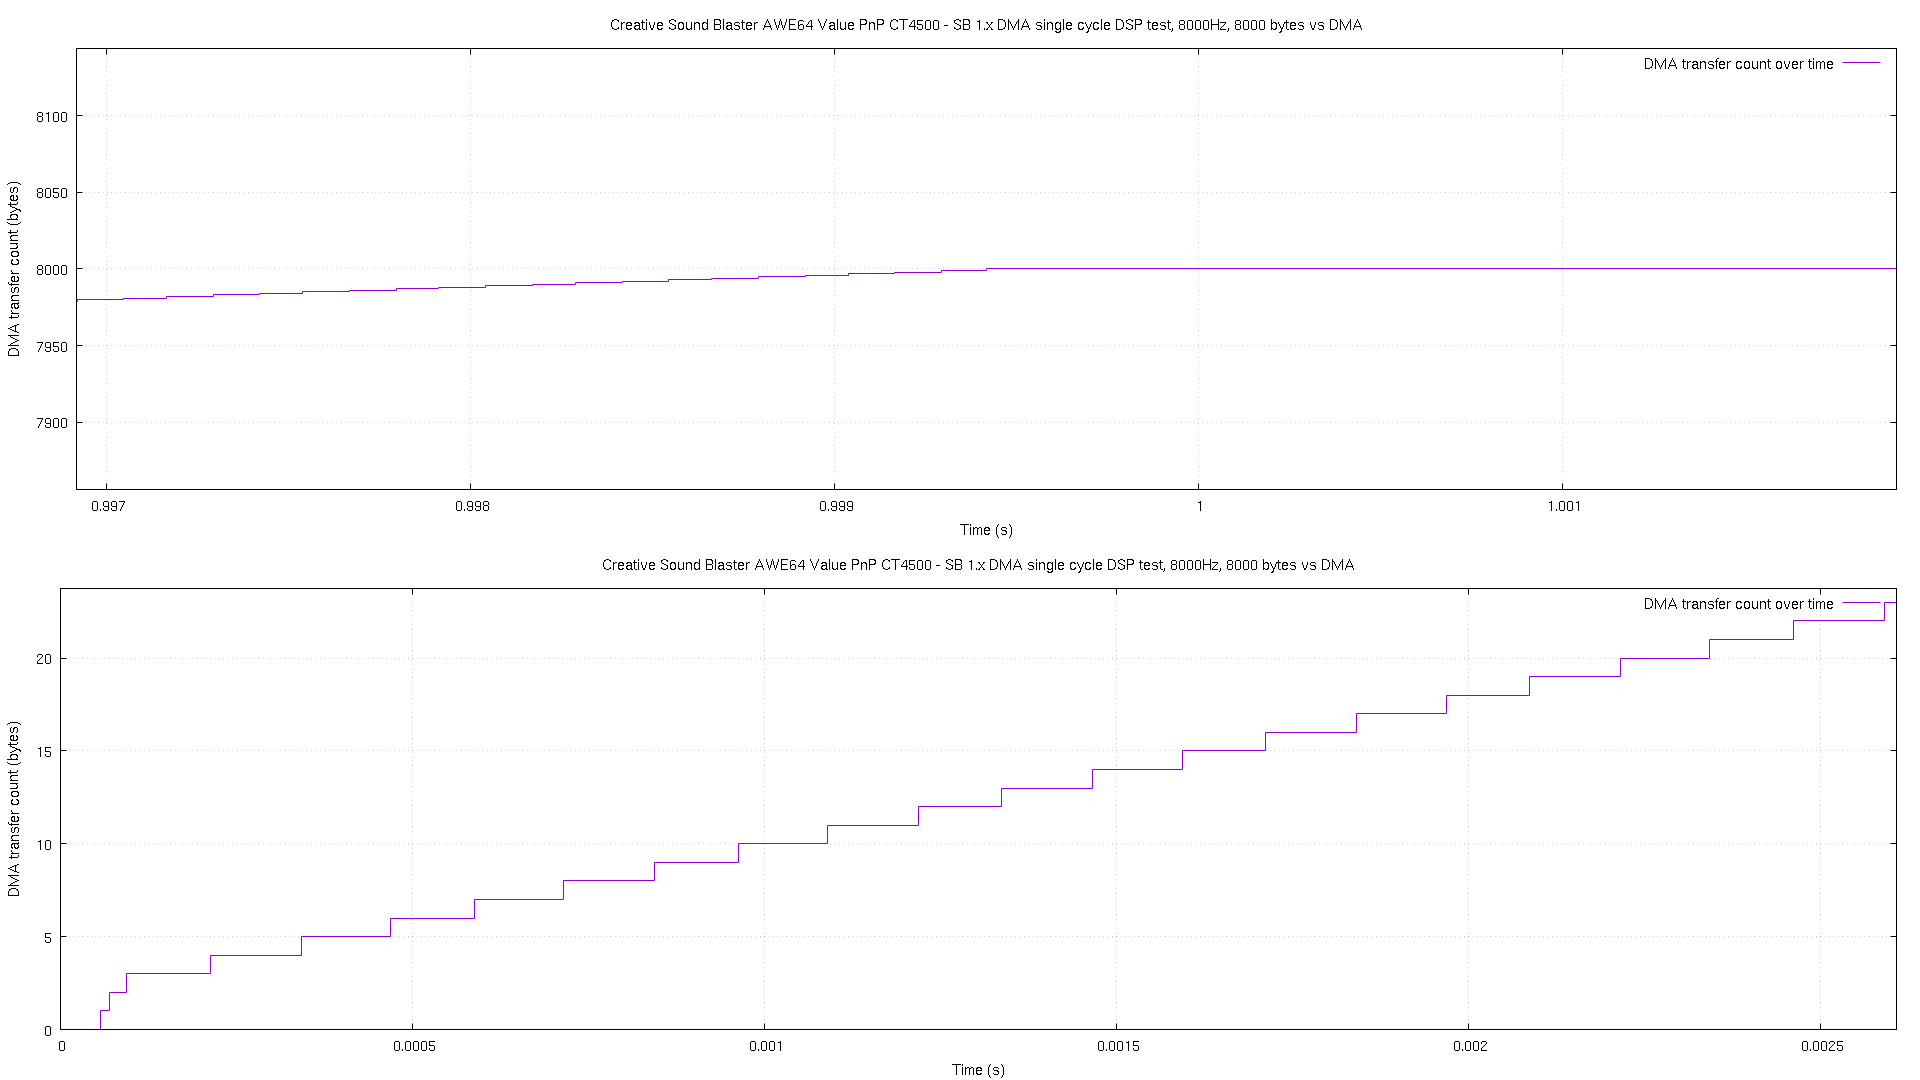 Creative Sound Blaster AWE64 Value PnP CT4500 - SB 1.x DMA single cycle DSP test, 8000Hz, 8000 bytes vs DMA
DMA transfer count over time
8100
8050
8000
7950
7900
DMA transfer count (bytes)
0.997 0.998 0.999 1 1.001
Time (s)
Creative Sound Blaster AWE64 Value PnP CT4500 - SB 1.x DMA single cycle DSP test, 8000Hz, 8000 bytes vs DMA
DMA transfer count over time
20
15
10
5
0
DMA transfer count (bytes)
0 0.0005 0.001 0.0015 0.002 0.0025
Time (s)